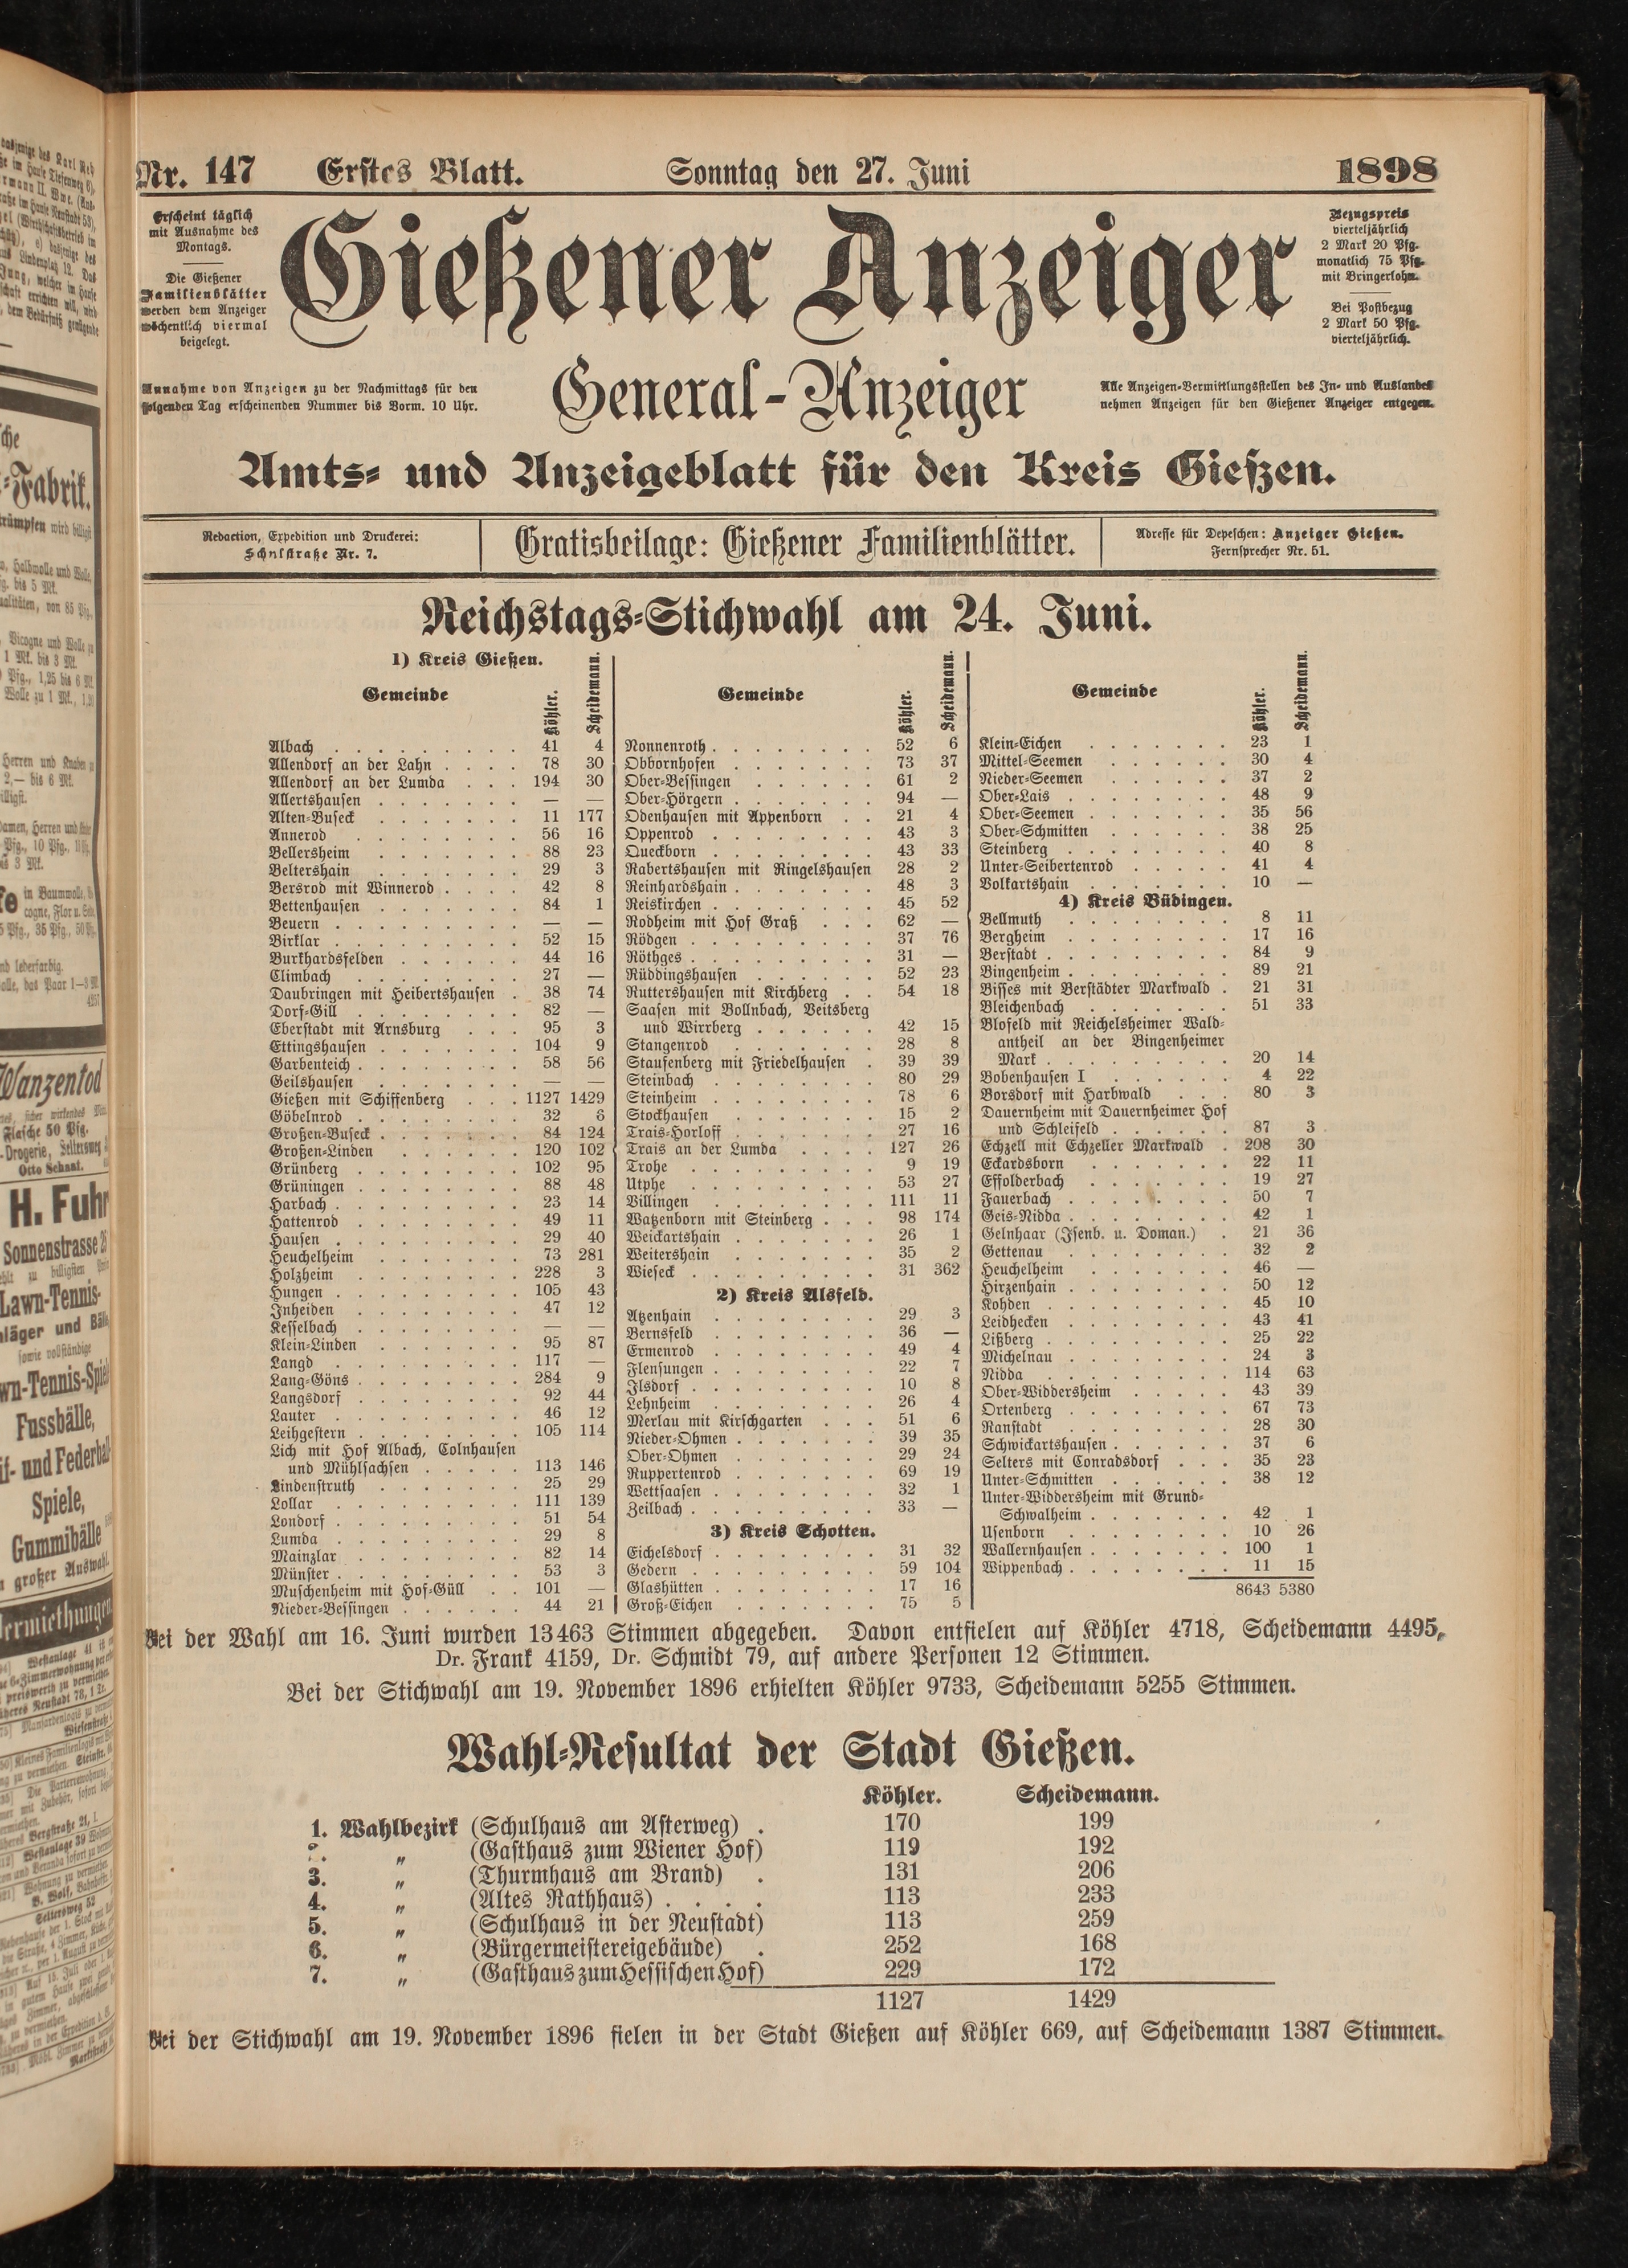 Nr. 147 Erstes Blatt. Sonntag den 27. Juni 1898
Erscheint täglich
mit Ausnahme des
Montags.
Die Gießener
Familienblätter
werden dem Anzeiger
wöchentlich viermal
beigelegt.
Gießener Anzeiger
Bezugspreis
vierteljährlich
2 Mark 20 Pfg.
monatlich 75 Pfg.
mit Bringerlohn.
Bei Postbezug
2 Mark 50 Pfg.
vierteljährlich.
Annahme von Anzeigen zu der Nachmittags für den
folgenden Tag erscheinenden Nummer bis Vorm. 10 Uhr.
General-Anzeiger
Alle Anzeigen-Vermittlungsstellen des In- und Auslandes
nehmen Anzeigen für den Gießener Anzeiger entgegen.
Amts- und Anzeigeblatt für den Kreis Gießen.
Redaction, Expedition und Druckerei:
Schulstraße Nr. 7.
Gratisbeilage: Gießener Familienblätter.
Adresse für Depeschen: Anzeiger Gießen.
Fernsprecher Nr. 51.
Reichstags-Stichwahl am 24. Juni.
1) Kreis Gießen.
Gemeinde Köhler. Scheidemann.
Albach 41 4
Allendorf an der Lahn 78 30
Allendorf an der Lumda 194 30
Allertshausen — —
Alten-Buseck 11 177
Annerod 56 16
Bellersheim 88 23
Beltershain 29 3
Bersrod mit Winnerod 42 8
Bettenhausen 84 1
Beuern — —
Birklar 52 15
Burkhardsfelden 44 16
Climbach 27 —
Daubringen mit Heibertshausen 38 74
Dorf-Gill 82 —
Eberstadt mit Arnsburg 95 3
Ettingshausen 104 9
Garbenteich 58 56
Geilshausen — —
Gießen mit Schiffenberg 1127 1429
Göbelnrod 32 6
Großen-Buseck 84 124
Großen-Linden 120 102
Grünberg 102 95
Grüningen 88 48
Harbach 23 14
Hattenrod 49 11
Hausen 29 40
Heuchelheim 73 281
Holzheim 228 3
Hungen 105 43
Inheiden 47 12
Kesselbach — —
Klein-Linden 95 87
Langd 117 —
Lang-Göns 284 9
Langsdorf 92 44
Lauter 46 12
Leihgestern 105 114
Lich mit Hof Albach, Colnhausen
und Mühlsachsen 113 146
Lindenstruth 25 29
Lollar 111 139
Londorf 51 54
Lumda 29 8
Mainzlar 82 14
Münster 53 3
Muschenheim mit Hof-Güll 101 —
Nieder-Bessingen 44 21
Gemeinde Köhler. Scheidemann.
Nonnenroth 52 6
Obbornhofen 73 37
Ober-Bessingen 61 2
Ober-Hörgern 94 —
Odenhausen mit Appenborn 21 4
Oppenrod 43 3
Queckborn 43 33
Rabertshausen mit Ringelshausen 28 2
Reinhardshain 48 3
Reiskirchen 45 52
Rodheim mit Hof Graß 62 —
Rödgen 37 76
Röthges 31 —
Rüddingshausen 52 23
Ruttershausen mit Kirchberg 54 18
Saasen mit Bollnbach, Veitsberg
und Wirrberg 42 15
Stangenrod 28 8
Staufenberg mit Friedelhausen 39 39
Steinbach 80 29
Steinheim 78 6
Stockhausen 15 2
Trais-Horloff 27 16
Trais an der Lumda 127 26
Trohe 9 19
Utphe 53 27
Villingen 111 11
Watzenborn mit Steinberg 98 174
Weickartshain 26 1
Weitershain 35 2
Wieseck 31 362
2) Kreis Alsfeld.
Atzenhain 29 3
Bernsfeld 36 —
Ermenrod 49 4
Flensungen 22 7
Ilsdorf 10 8
Lehnheim 26 4
Merlau mit Kirschgarten 51 6
Nieder-Ohmen 39 35
Ober-Ohmen 29 24
Ruppertenrod 69 19
Wettsaasen 32 1
Zeilbach 33 —
3) Kreis Schotten.
Eichelsdorf 31 32
Gedern 59 104
Glashütten 17 16
Groß-Eichen 75 5
Gemeinde Köhler. Scheidemann.
Klein-Eichen 23 1
Mittel-Seemen 30 4
Nieder-Seemen 37 2
Ober-Lais 48 9
Ober-Seemen 35 56
Ober-Schmitten 38 25
Steinberg 40 8
Unter-Seibertenrod 41 4
Volkartshain 10 —
4) Kreis Büdingen.
Bellmuth 8 11
Bergheim 17 16
Berstadt 84 9
Bingenheim 89 21
Bisses mit Berstädter Markwald 21 31
Bleichenbach 51 33
Blofeld mit Reichelsheimer Wald-
antheil an der Bingenheimer
Mark 20 14
Bobenhausen I 4 22
Borsdorf mit Harbwald 80 3
Dauernheim mit Dauernheimer Hof
und Schleifeld 87 3
Echzell mit Echzeller Markwald 208 30
Eckardsborn 22 11
Effolderbach 19 27
Fauerbach 50 7
Geis-Nidda 42 1
Gelnhaar (Isenb. u. Doman.) 21 36
Gettenau 32 2
Heuchelheim 46 —
Hirzenhain 50 12
Kohden 45 10
Leidhecken 43 41
Lißberg 25 22
Michelnau 24 3
Nidda 114 63
Ober-Widdersheim 43 39
Ortenberg 67 73
Ranstadt 28 30
Schwickartshausen 37 6
Selters mit Conradsdorf 35 23
Unter-Schmitten 38 12
Unter-Widdersheim mit Grund-
Schwalheim 42 1
Usenborn 10 26
Wallernhausen 100 1
Wippenbach 11 15
8643 5380
Bei der Wahl am 16. Juni wurden 13463 Stimmen abgegeben. Davon entfielen auf Köhler 4718, Scheidemann 4495,
Dr. Frank 4159, Dr. Schmidt 79, auf andere Personen 12 Stimmen.
Bei der Stichwahl am 19. November 1896 erhielten Köhler 9733, Scheidemann 5255 Stimmen.
Wahl-Resultat der Stadt Gießen.
Köhler. Scheidemann.
1. Wahlbezirk (Schulhaus am Asterweg) 170 199
2. " (Gasthaus zum Wiener Hof) 119 192
3. " (Thurmhaus am Brand) 131 206
4. " (Altes Rathhaus) 113 233
5. " (Schulhaus in der Neustadt) 113 259
6. " (Bürgermeistereigebäude) 252 168
7. " (Gasthaus zum Hessischen Hof) 229 172
1127 1429
Bei der Stichwahl am 19. November 1896 fielen in der Stadt Gießen auf Köhler 669, auf Scheidemann 1387 Stimmen.
-Fabrik.
Wanzentod
Flasche 50 Pfg.
Otto Schaaf.
H. Fuhr
Sonnenstrasse
Lawn-Tennis-
schläger und
sowie vollständige
wn-Tennis-Spiel
Fussbälle,
- und Federball
Spiele,
Gummibälle
großer Auswahl.